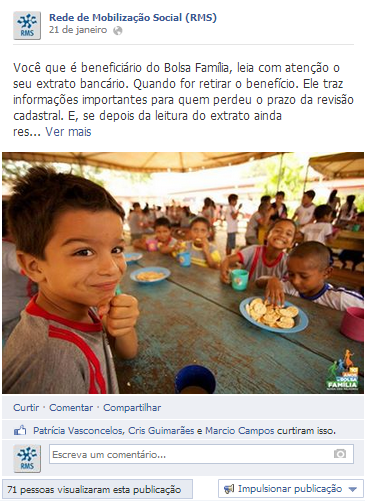 Rede de Mobilização Social (RMS)
21 de janeiro
RMS
Você que é beneficiário do Bolsa Família, leia com atenção o
seu extrato bancário. Quando for retirar o benefício. Ele traz
informações importantes para quem perdeu o prazo da revisão
cadastral. E, se depois da leitura do extrato ainda
res... Ver mais
BOLSA
FAMÍLIA
Curtir · Comentar · Compartilhar
Patrícia Vasconcelos, Cris Guimarães e Marcio Campos curtiram isso.
RMS
Escreva um comentário...
71 pessoas visualizaram esta publicação
Impulsionar publicação